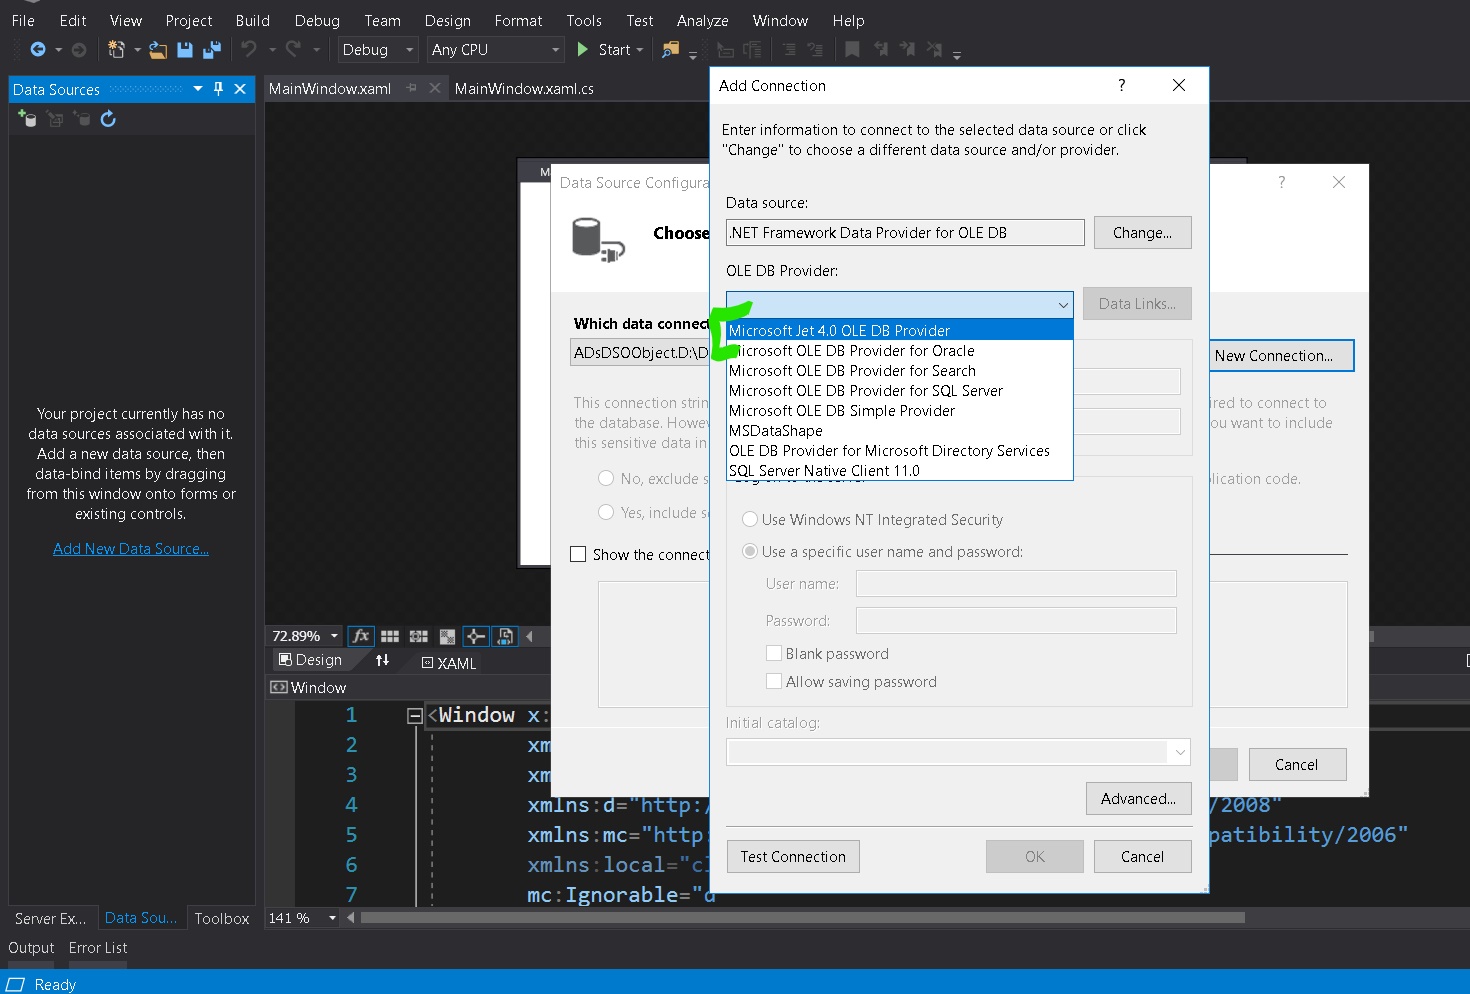 File Edit View Project Build Debug Team Design Format Tools Test Analyze Window Help
Debug Any CPU Start
Data Sources
MainWindow.xaml MainWindow.xaml.cs
Your project currently has no
data sources associated with it.
Add a new data source, then
data-bind items by dragging
from this window onto forms or
existing controls.
Add New Data Source...
Data Source Configura
?
Choose
Which data connect
ADsDSOObject.D:\D
New Connection...
This connection strin
ired to connect to
the database. Howev
ou want to include
this sensitive data in
No, exclude s
lication code.
Yes, include se
Show the connect
Cancel
Add Connection ?
Enter information to connect to the selected data source or click
"Change" to choose a different data source and/or provider.
Data source:
.NET Framework Data Provider for OLE DB Change...
OLE DB Provider:
Data Links...
Microsoft Jet 4.0 OLE DB Provider
Microsoft OLE DB Provider for Oracle
Microsoft OLE DB Provider for Search
Microsoft OLE DB Provider for SQL Server
Microsoft OLE DB Simple Provider
MSDataShape
OLE DB Provider for Microsoft Directory Services
SQL Server Native Client 11.0
Use Windows NT Integrated Security
Use a specific user name and password:
User name:
Password:
Blank password
Allow saving password
Initial catalog:
Advanced...
Test Connection OK Cancel
72.89% fx
Design XAML
Window
1 <Window x:
2 xm
3 xm
4 xmlns:d="http:/ /2008"
5 xmlns:mc="http: patibility/2006"
6 xmlns:local="cl
7 mc:Ignorable="d
141 %
Server Ex... Data Sou... Toolbox
Output Error List
Ready